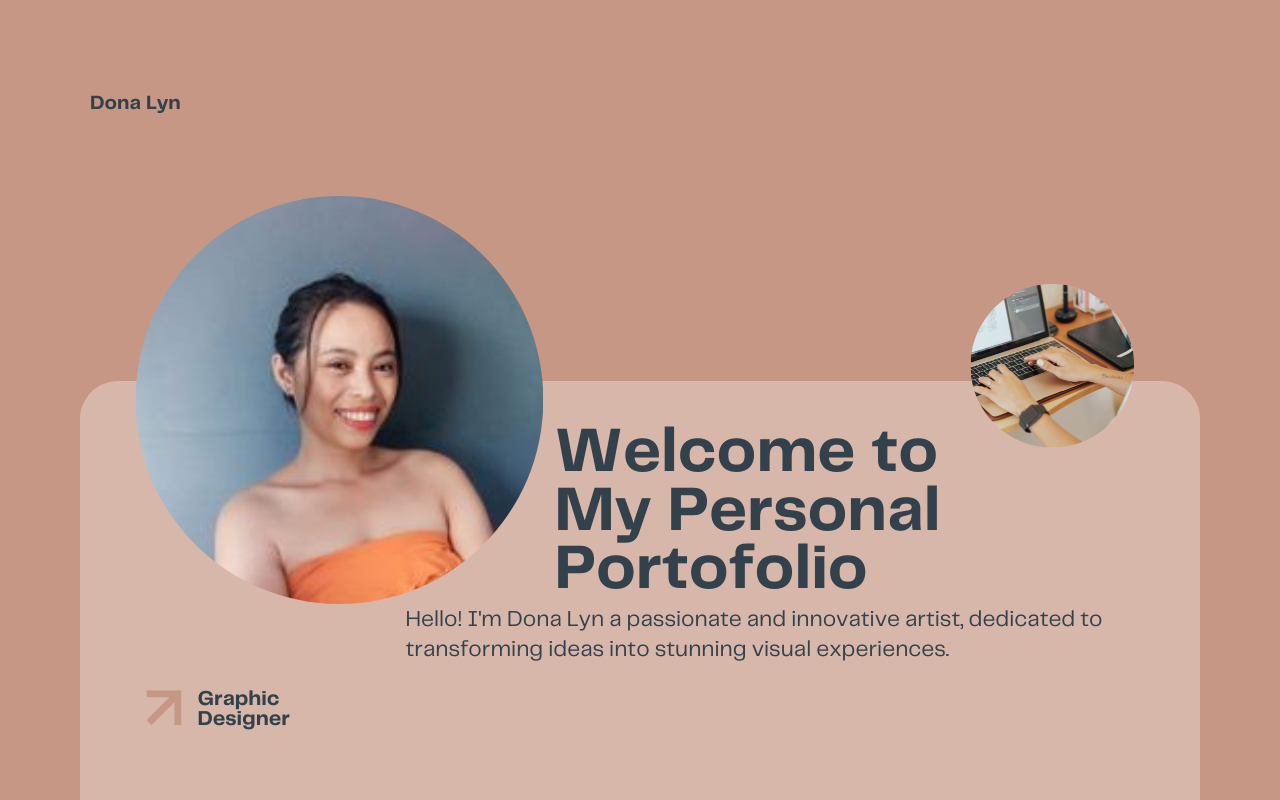 Dona Lyn
Welcome to
My Personal
Portofolio
Hello! I'm Dona Lyn a passionate and innovative artist, dedicated to
transforming ideas into stunning visual experiences.
Graphic
Designer